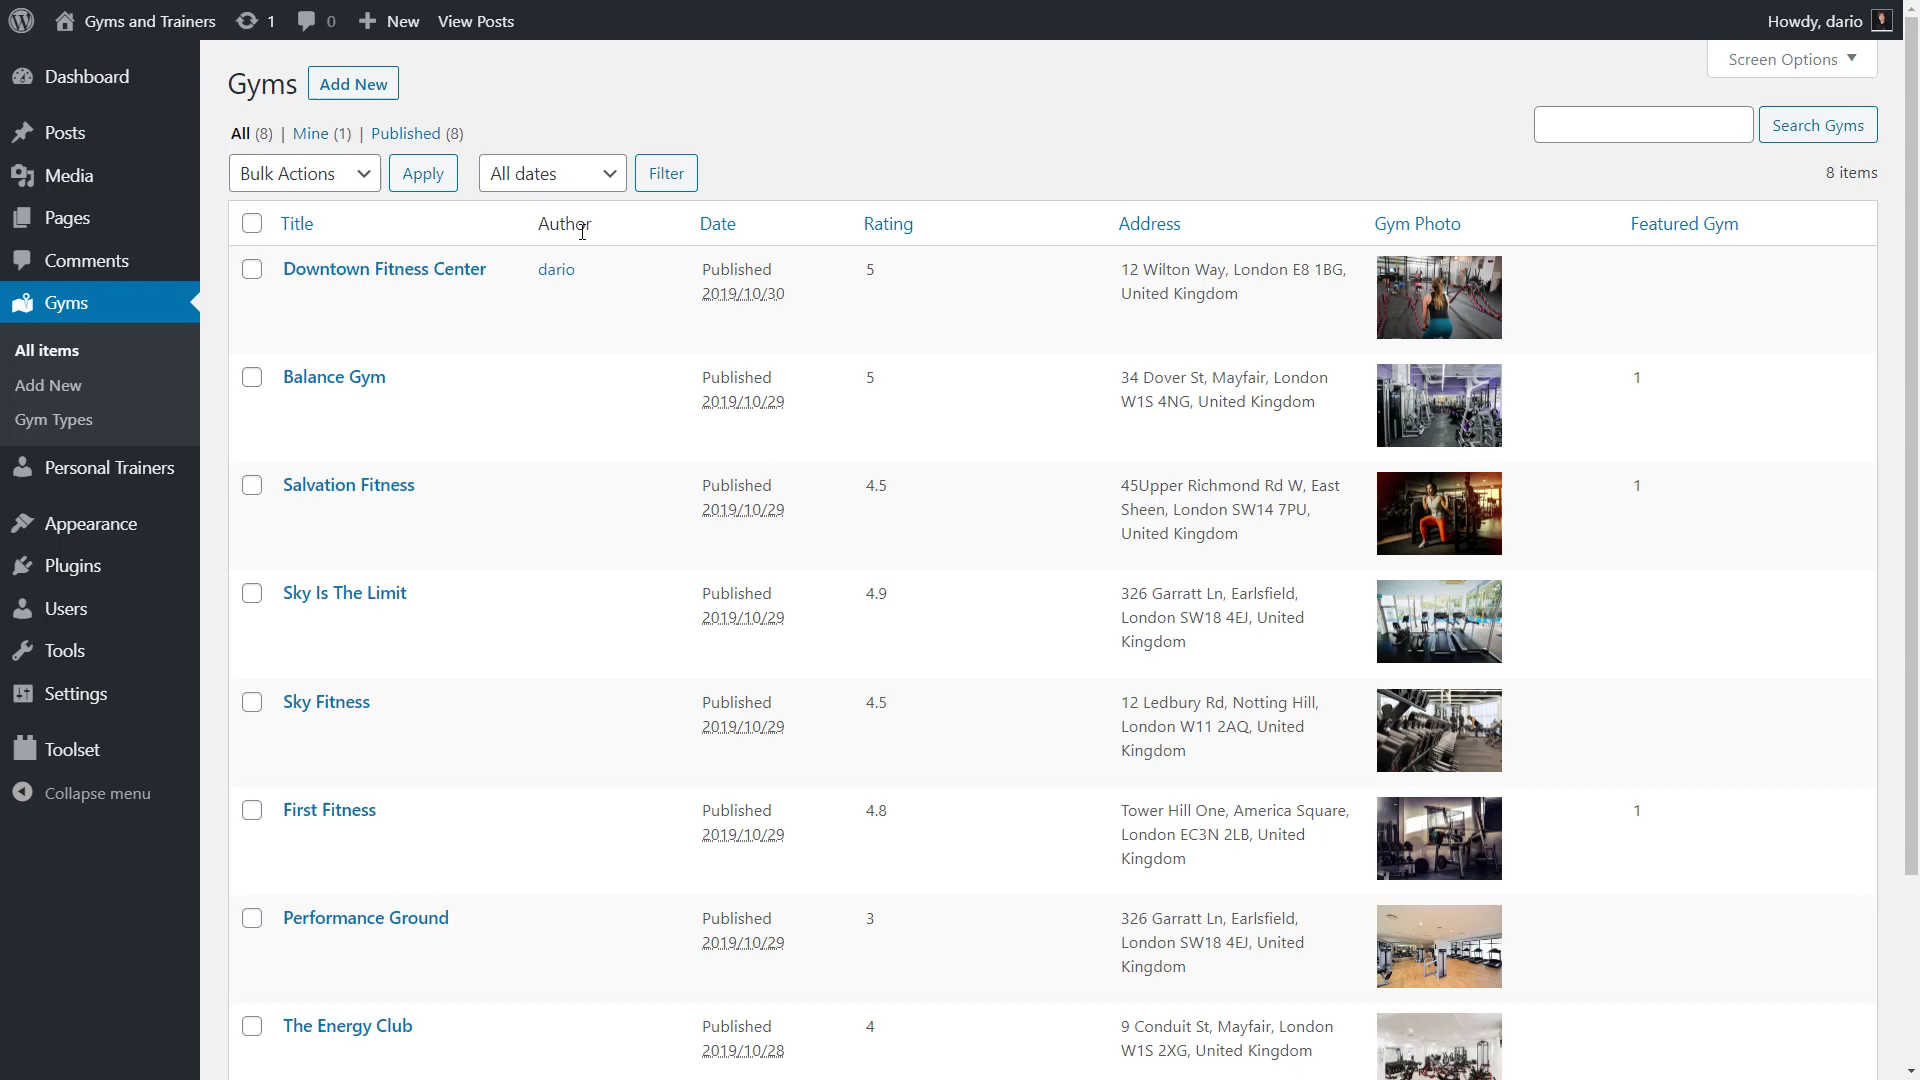 Gyms and Trainers 1 0 New View Posts Howdy, dario
Screen Options
Dashboard
Posts
Media
Pages
Comments
Gyms
All items
Add New
Gym Types
Personal Trainers
Appearance
Plugins
Users
Tools
Settings
Toolset
Collapse menu
Gyms Add New
All (8) | Mine (1) | Published (8)
Search Gyms
Bulk Actions Apply All dates Filter
8 items
Title Author Date Rating Address Gym Photo Featured Gym
Downtown Fitness Center dario Published 5 12 Wilton Way, London E8 1BG,
2019/10/30 United Kingdom
Balance Gym Published 5 34 Dover St, Mayfair, London 1
2019/10/29 W1S 4NG, United Kingdom
Salvation Fitness Published 4.5 45Upper Richmond Rd W, East 1
2019/10/29 Sheen, London SW14 7PU,
United Kingdom
Sky Is The Limit Published 4.9 326 Garratt Ln, Earlsfield,
2019/10/29 London SW18 4EJ, United
Kingdom
Sky Fitness Published 4.5 12 Ledbury Rd, Notting Hill,
2019/10/29 London W11 2AQ, United
Kingdom
First Fitness Published 4.8 Tower Hill One, America Square, 1
2019/10/29 London EC3N 2LB, United
Kingdom
Performance Ground Published 3 326 Garratt Ln, Earlsfield,
2019/10/29 London SW18 4EJ, United
Kingdom
The Energy Club Published 4 9 Conduit St, Mayfair, London
2019/10/28 W1S 2XG, United Kingdom